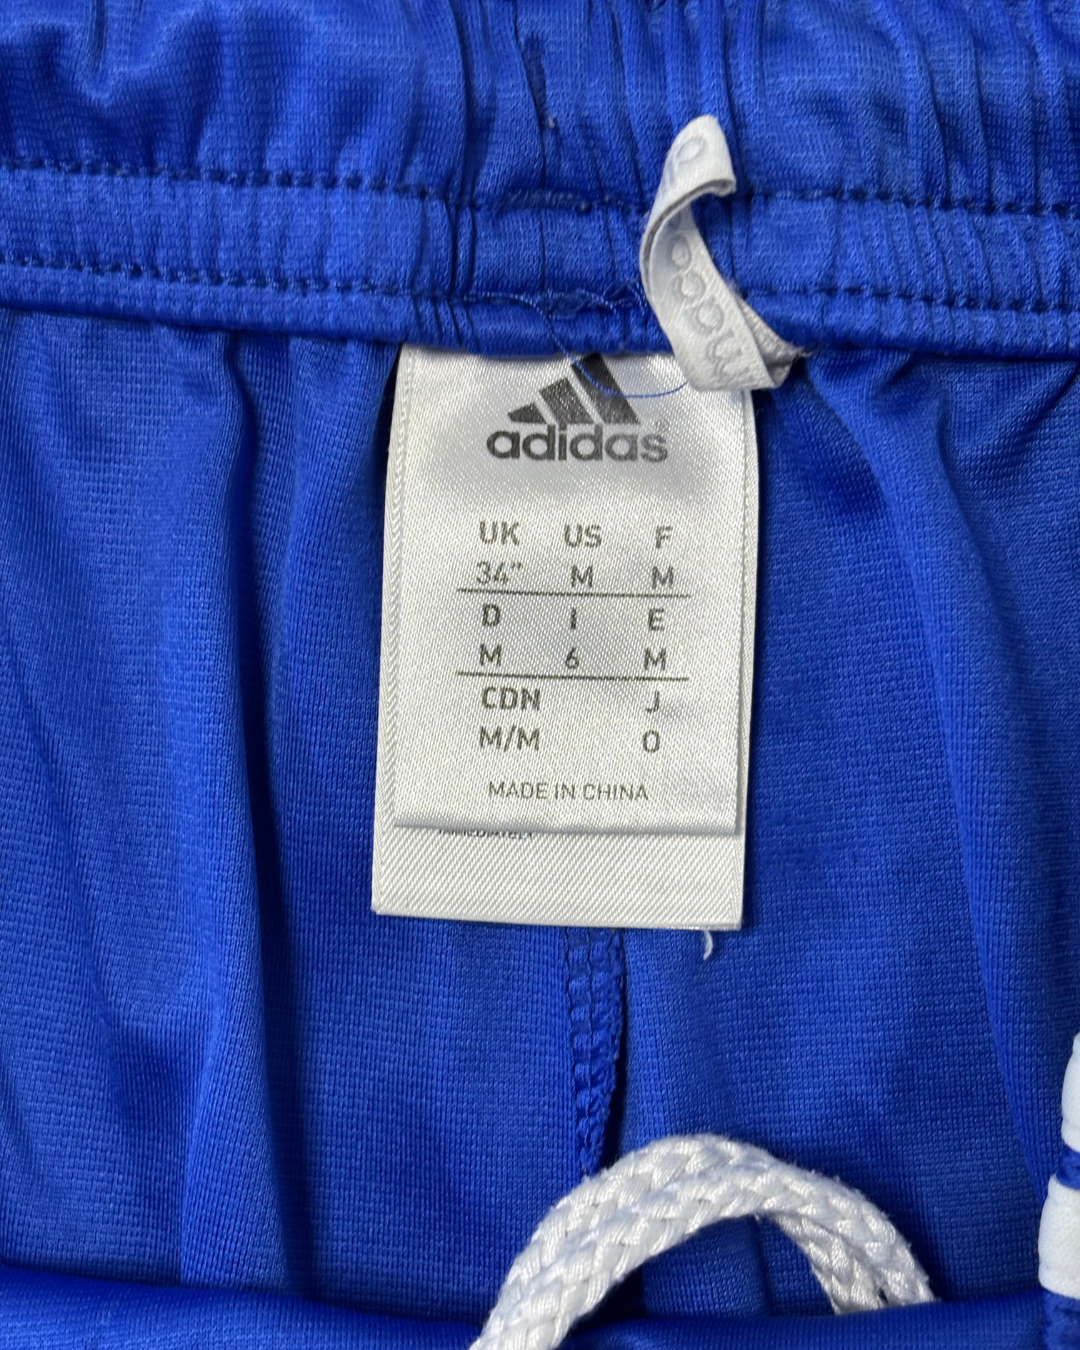 adidas
UK US F
34" M M
D I E
M 6 M
CDN J
M/M O
MADE IN CHINA